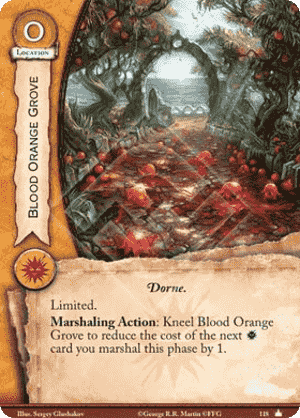 0
LOCATION
BLOOD ORANGE GROVE
Dorne.
Limited.
Marshaling Action: Kneel Blood Orange
Grove to reduce the cost of the next
card you marshal this phase by 1.
Illus. Sergey Glushakov
©George R.R. Martin ©FFG
118